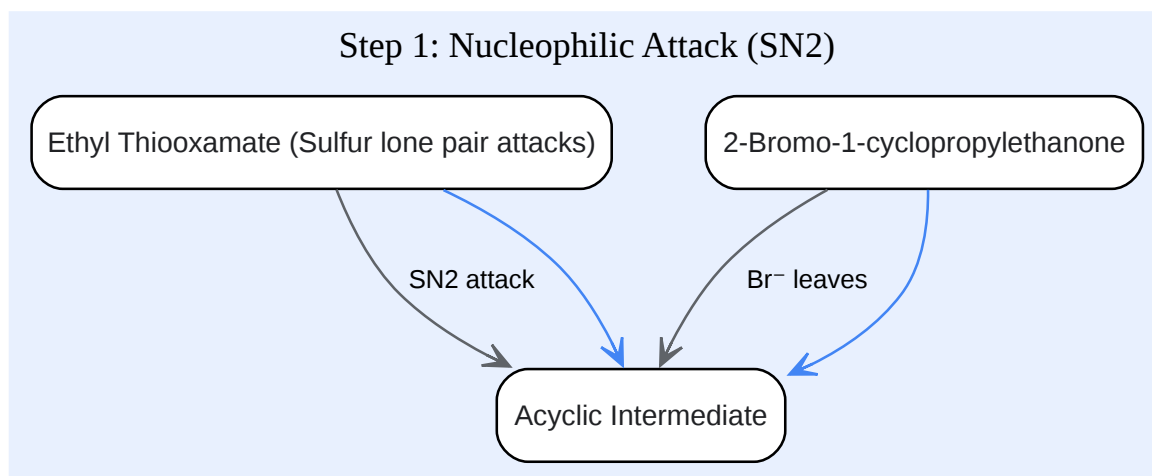 Step 1: Nucleophilic Attack (SN2)
Ethyl Thiooxamate (Sulfur lone pair attacks)
2-Bromo-1-cyclopropylethanone
SN2 attack
Br⁻ leaves
Acyclic Intermediate